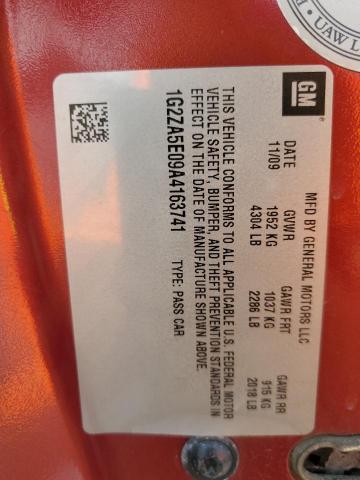 GM
UAW L
MFD BY GENERAL MOTORS LLC
DATE GVWR GAWR FRT GAWR RR
11/09 1952 KG 1037 KG 915 KG
4304 LB 2286 LB 2018 LB
THIS VEHICLE CONFORMS TO ALL APPLICABLE U.S. FEDERAL MOTOR
VEHICLE SAFETY, BUMPER, AND THEFT PREVENTION STANDARDS IN
EFFECT ON THE DATE OF MANUFACTURE SHOWN ABOVE.
1G2ZA5E09A4163741 TYPE: PASS CAR